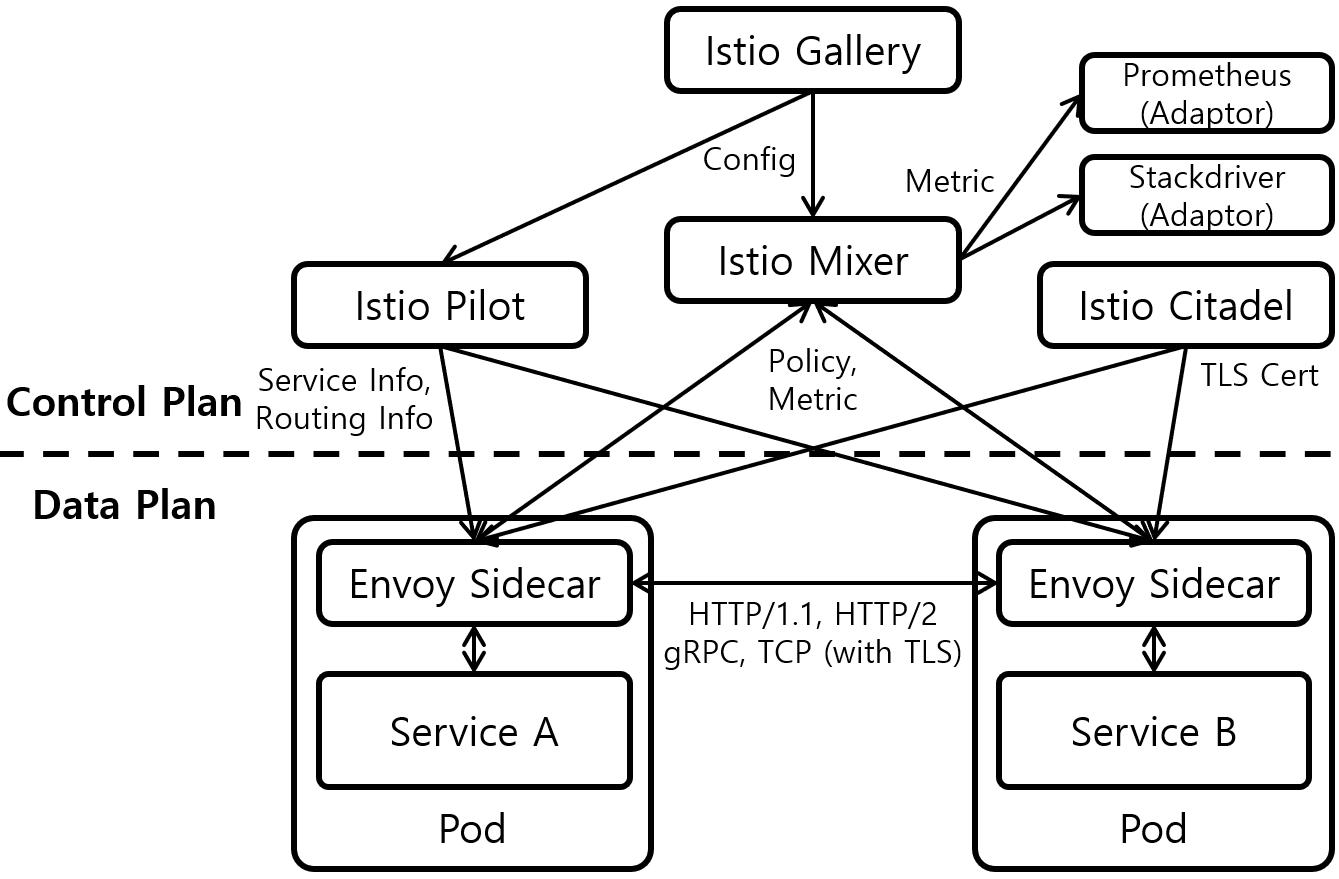 Istio Gallery
Prometheus
(Adaptor)
Config
Metric
Stackdriver
(Adaptor)
Istio Mixer
Istio Pilot
Istio Citadel
Service Info,
Routing Info
Policy,
Metric
TLS Cert
Control Plan
Data Plan
Envoy Sidecar
Envoy Sidecar
HTTP/1.1, HTTP/2
gRPC, TCP (with TLS)
Service A
Service B
Pod
Pod